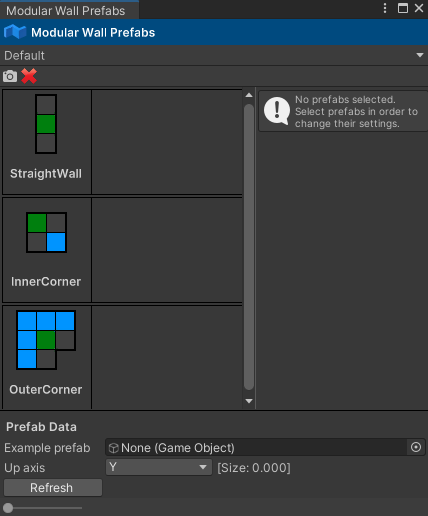 Modular Wall Prefabs
Modular Wall Prefabs
Default
No prefabs selected.
Select prefabs in order to
change their settings.
StraightWall
InnerCorner
OuterCorner
Prefab Data
Example prefab
None (Game Object)
Up axis
Y
[Size: 0.000]
Refresh